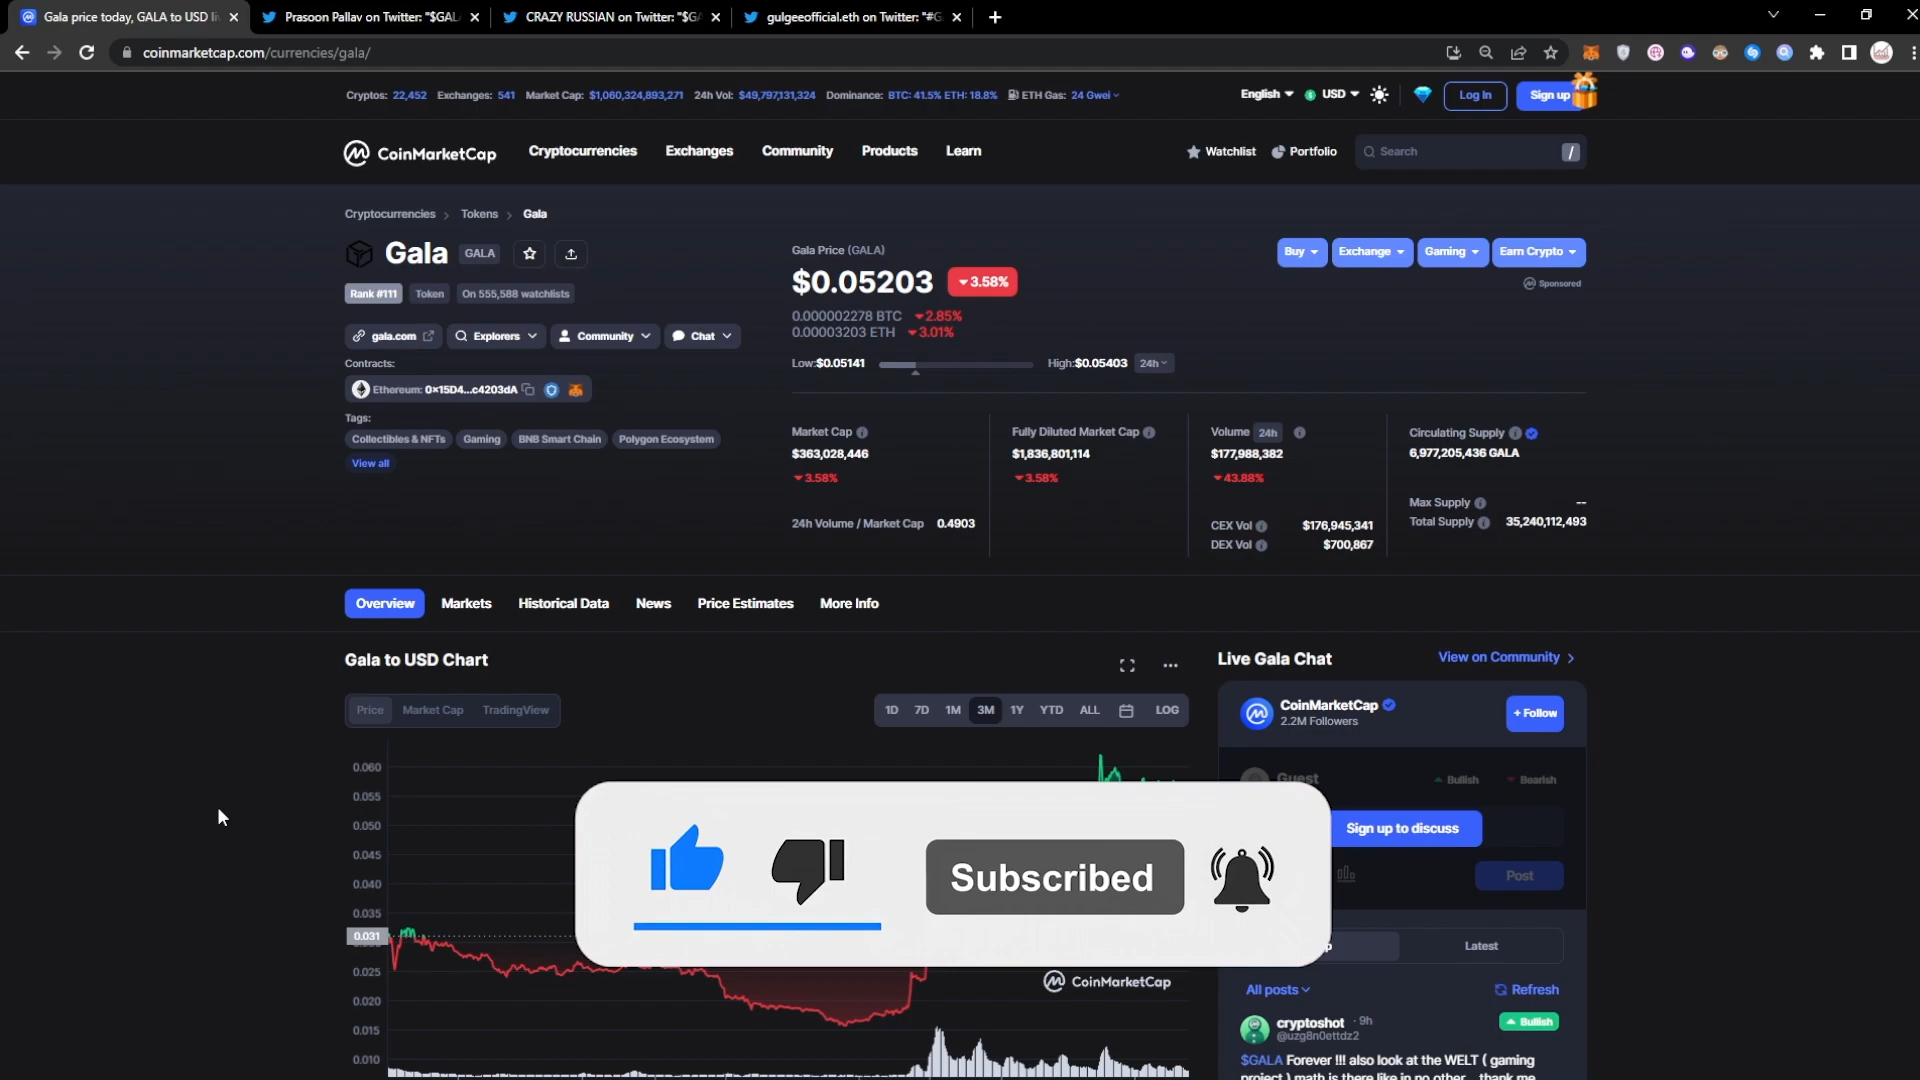 Gala price today, GALA to USD li
Prasoon Pallav on Twitter: "$GAL
CRAZY RUSSIAN on Twitter: "$GA
gulgeeofficial.eth on Twitter: "#G
coinmarketcap.com/currencies/gala/
Cryptos: 22,452 Exchanges: 541 Market Cap: $1,060,324,893,271 24h Vol: $49,797,131,324 Dominance: BTC: 41.5% ETH: 18.8% ETH Gas: 24 Gwei
English USD Log In Sign up
CoinMarketCap Cryptocurrencies Exchanges Community Products Learn
Watchlist Portfolio Search /
Cryptocurrencies > Tokens > Gala
Gala GALA
Rank #111 Token On 555,588 watchlists
gala.com Explorers Community Chat
Contracts:
Ethereum: 0x15D4...c4203dA
Tags:
Collectibles & NFTs Gaming BNB Smart Chain Polygon Ecosystem
View all
Gala Price (GALA)
$0.05203 3.58%
0.000002278 BTC 2.85%
0.00003203 ETH 3.01%
Low:$0.05141 High:$0.05403 24h
Buy Exchange Gaming Earn Crypto
Sponsored
Market Cap
$363,028,446
3.58%
24h Volume / Market Cap 0.4903
Fully Diluted Market Cap
$1,836,801,114
3.58%
Volume 24h
$177,988,382
43.88%
CEX Vol $176,945,341
DEX Vol $700,867
Circulating Supply
6,977,205,436 GALA
Max Supply --
Total Supply 35,240,112,493
Overview Markets Historical Data News Price Estimates More Info
Gala to USD Chart
Price Market Cap TradingView
1D 7D 1M 3M 1Y YTD ALL LOG
0.060
0.055
0.050
0.045
0.040
0.035
0.031
0.025
0.020
0.015
0.010
CoinMarketCap
Subscribed
Live Gala Chat View on Community >
CoinMarketCap
2.2M Followers
+ Follow
Guest Bullish Bearish
Sign up to discuss
Post
Latest
All posts Refresh
cryptoshot · 9h
@uzg8n0ettdz2
Bullish
$GALA Forever !!! also look at the WELT ( gaming
project ) math is there like in no other... thank me